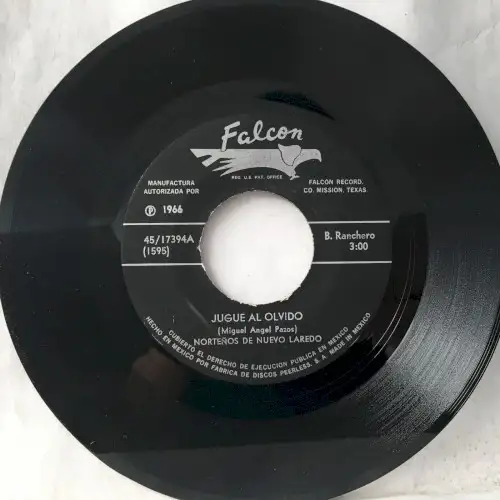 Falcon
REG. U.S. PAT. OFFICE
MANUFACTURA
AUTORIZADA POR
FALCON RECORD.
CO. MISSION, TEXAS.
℗ 1966
45/17394A
(1595)
B. Ranchero
3:00
JUGUE AL OLVIDO
(Miguel Angel Pazos)
NORTEÑOS DE NUEVO LAREDO
CUBIERTO EL DERECHO DE EJECUCION PUBLICA EN MEXICO
HECHO EN MEXICO POR FABRICA DE DISCOS PEERLESS, S. A. MADE IN MEXICO